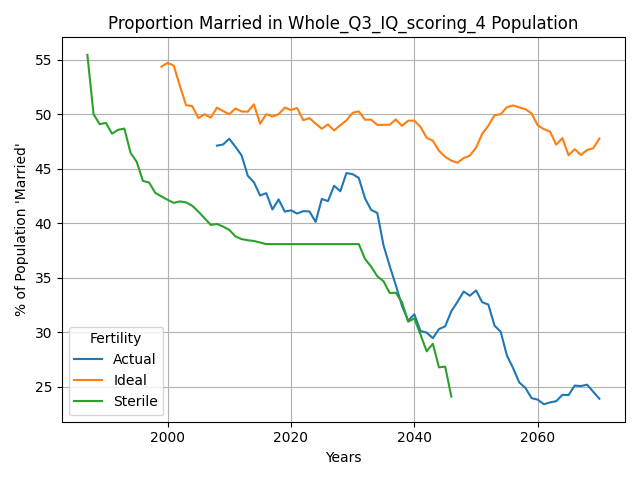 Proportion Married in Whole_Q3_IQ_scoring_4 Population
% of Population 'Married'
55
50
45
40
35
30
25
Fertility
Actual
Ideal
Sterile
2000
2020
2040
2060
Years